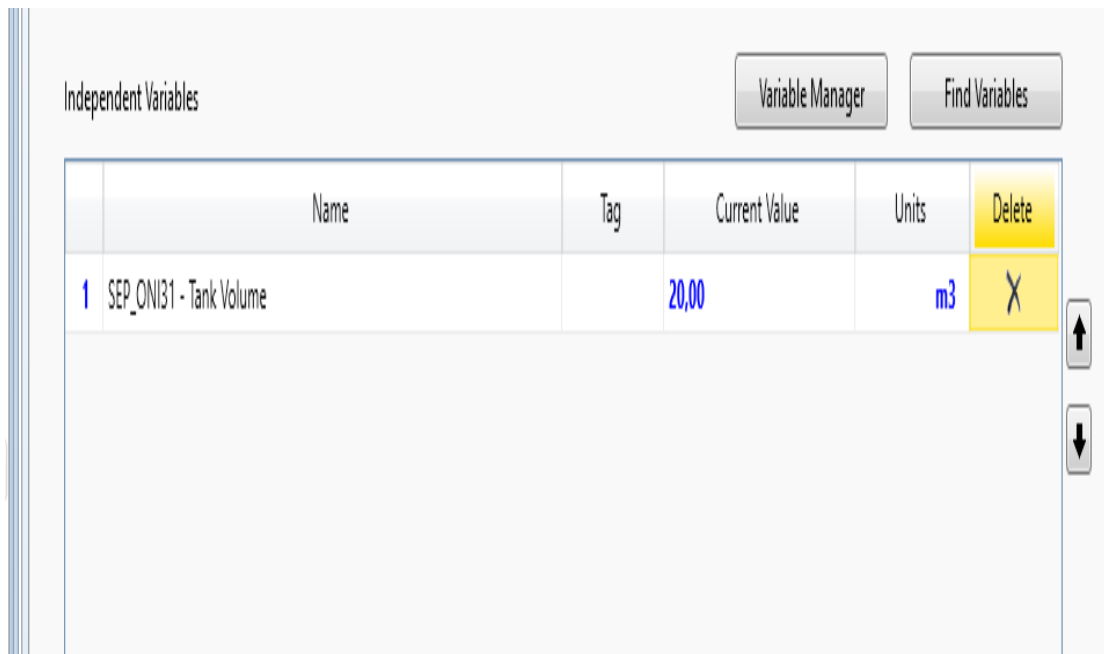 Independent Variables
Variable Manager
Find Variables
Name Tag Current Value Units Delete
1 SEP_ONI31 - Tank Volume 20,00 m3